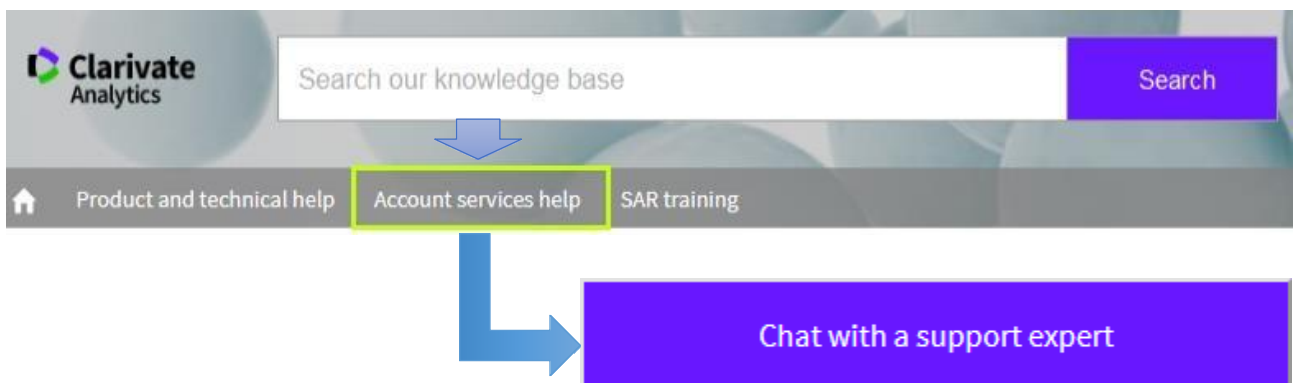 Clarivate
Analytics
Search our knowledge base
Search
Product and technical help
Account services help
SAR training
Chat with a support expert